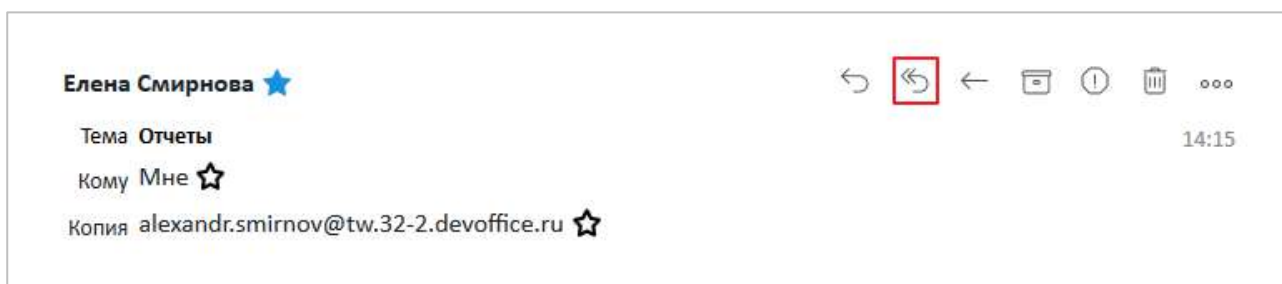 Елена Смирнова
Тема Отчеты
14:15
Кому Мне
Копия alexandr.smirnov@tw.32-2.devoffice.ru